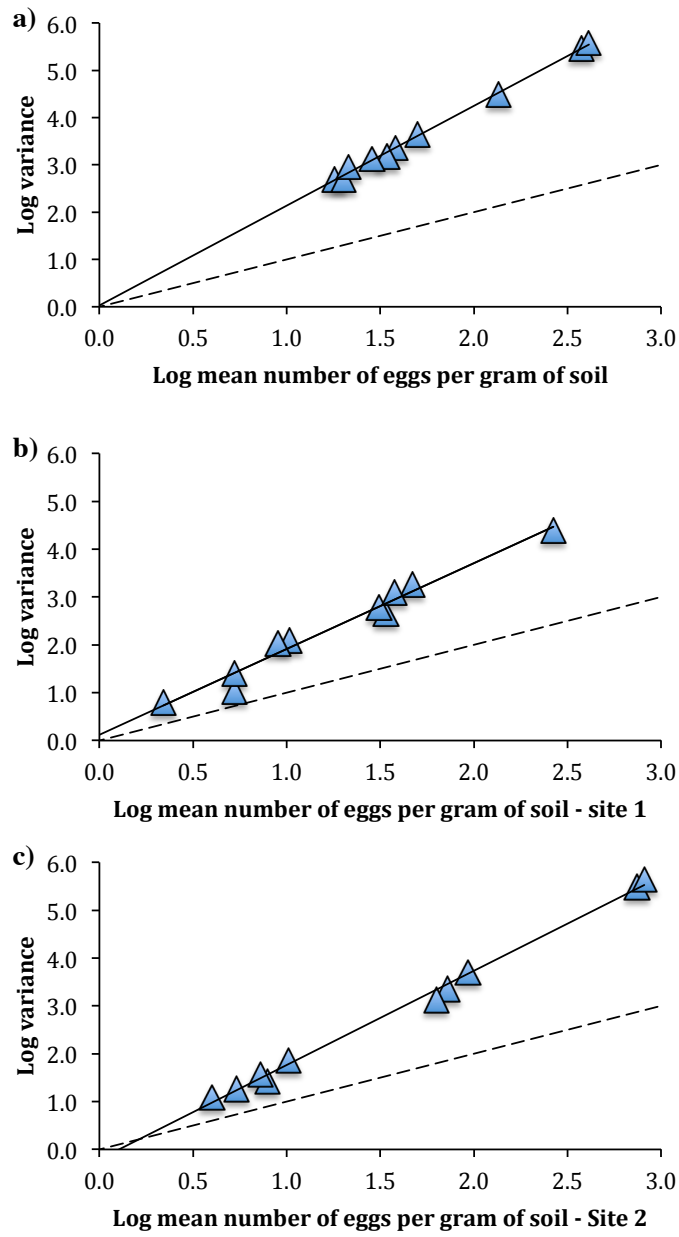 a)
6.0
5.0
4.0
3.0
2.0
1.0
0.0
Log variance
0.0 0.5 1.0 1.5 2.0 2.5 3.0
Log mean number of eggs per gram of soil
b)
6.0
5.0
4.0
3.0
2.0
1.0
0.0
Log variance
0.0 0.5 1.0 1.5 2.0 2.5 3.0
Log mean number of eggs per gram of soil - site 1
c)
6.0
5.0
4.0
3.0
2.0
1.0
0.0
Log variance
0.0 0.5 1.0 1.5 2.0 2.5 3.0
Log mean number of eggs per gram of soil - Site 2